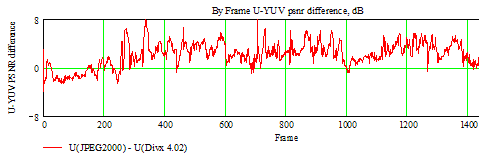 By Frame U-YUV psnr difference, dB
U-YUV PSNR difference
8
0
-8
0 200 400 600 800 1000 1200 1400
Frame
U(JPEG2000) - U(Divx 4.02)